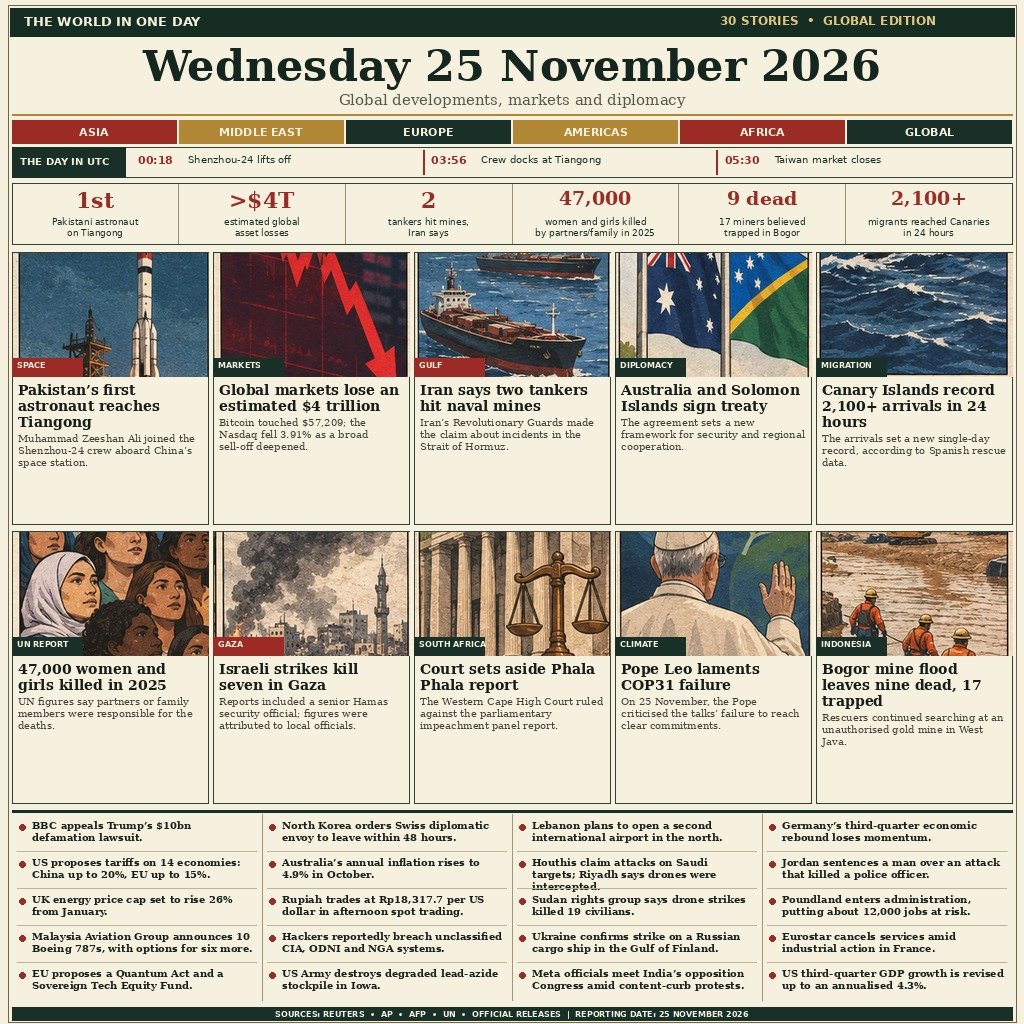 THE WORLD IN ONE DAY
30 STORIES • GLOBAL EDITION
Wednesday 25 November 2026
Global developments, markets and diplomacy
ASIA
MIDDLE EAST
EUROPE
AMERICAS
AFRICA
GLOBAL
THE DAY IN UTC
00:18 Shenzhou-24 lifts off
03:56 Crew docks at Tiangong
05:30 Taiwan market closes
1st
Pakistani astronaut
on Tiangong
>$4T
estimated global
asset losses
2
tankers hit mines,
Iran says
47,000
women and girls killed
by partners/family in 2025
9 dead
17 miners believed
trapped in Bogor
2,100+
migrants reached Canaries
in 24 hours
SPACE
Pakistan’s first
astronaut reaches
Tiangong
Muhammad Zeeshan Ali joined the
Shenzhou-24 crew aboard China’s
space station.
MARKETS
Global markets lose an
estimated $4 trillion
Bitcoin touched $57,209; the
Nasdaq fell 3.91% as a broad
sell-off deepened.
GULF
Iran says two tankers
hit naval mines
Iran’s Revolutionary Guards made
the claim about incidents in the
Strait of Hormuz.
DIPLOMACY
Australia and Solomon
Islands sign treaty
The agreement sets a new
framework for security and regional
cooperation.
MIGRATION
Canary Islands record
2,100+ arrivals in 24
hours
The arrivals set a new single-day
record, according to Spanish rescue
data.
UN REPORT
47,000 women and
girls killed in 2025
UN figures say partners or family
members were responsible for the
deaths.
GAZA
Israeli strikes kill
seven in Gaza
Reports included a senior Hamas
security official; figures were
attributed to local officials.
SOUTH AFRICA
Court sets aside Phala
Phala report
The Western Cape High Court ruled
against the parliamentary
impeachment panel report.
CLIMATE
Pope Leo laments
COP31 failure
On 25 November, the Pope
criticised the talks’ failure to reach
clear commitments.
INDONESIA
Bogor mine flood
leaves nine dead, 17
trapped
Rescuers continued searching at an
unauthorised gold mine in West
Java.
BBC appeals Trump’s $10bn
defamation lawsuit.
US proposes tariffs on 14 economies:
China up to 20%, EU up to 15%.
UK energy price cap set to rise 26%
from January.
Malaysia Aviation Group announces 10
Boeing 787s, with options for six more.
EU proposes a Quantum Act and a
Sovereign Tech Equity Fund.
North Korea orders Swiss diplomatic
envoy to leave within 48 hours.
Australia’s annual inflation rises to
4.9% in October.
Rupiah trades at Rp18,317.7 per US
dollar in afternoon spot trading.
Hackers reportedly breach unclassified
CIA, ODNI and NGA systems.
US Army destroys degraded lead-azide
stockpile in Iowa.
Lebanon plans to open a second
international airport in the north.
Houthis claim attacks on Saudi
targets; Riyadh says drones were
intercepted.
Sudan rights group says drone strikes
killed 19 civilians.
Ukraine confirms strike on a Russian
cargo ship in the Gulf of Finland.
Meta officials meet India’s opposition
Congress amid content-curb protests.
Germany’s third-quarter economic
rebound loses momentum.
Jordan sentences a man over an attack
that killed a police officer.
Poundland enters administration,
putting about 12,000 jobs at risk.
Eurostar cancels services amid
industrial action in France.
US third-quarter GDP growth is revised
up to an annualised 4.3%.
SOURCES: REUTERS • AP • AFP • UN • OFFICIAL RELEASES | REPORTING DATE: 25 NOVEMBER 2026